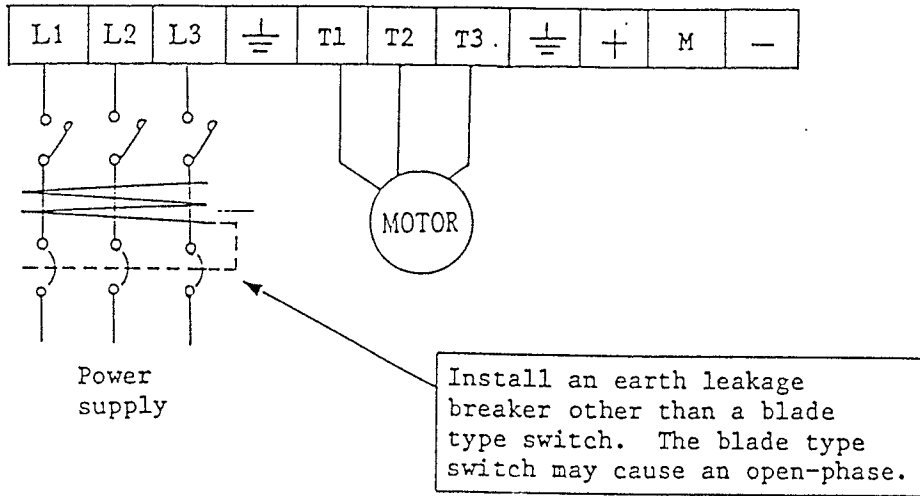 L1 L2 L3 ⏚ T1 T2 T3. ⏚ + M −
MOTOR
Power
supply
Install an earth leakage
breaker other than a blade
type switch. The blade type
switch may cause an open-phase.